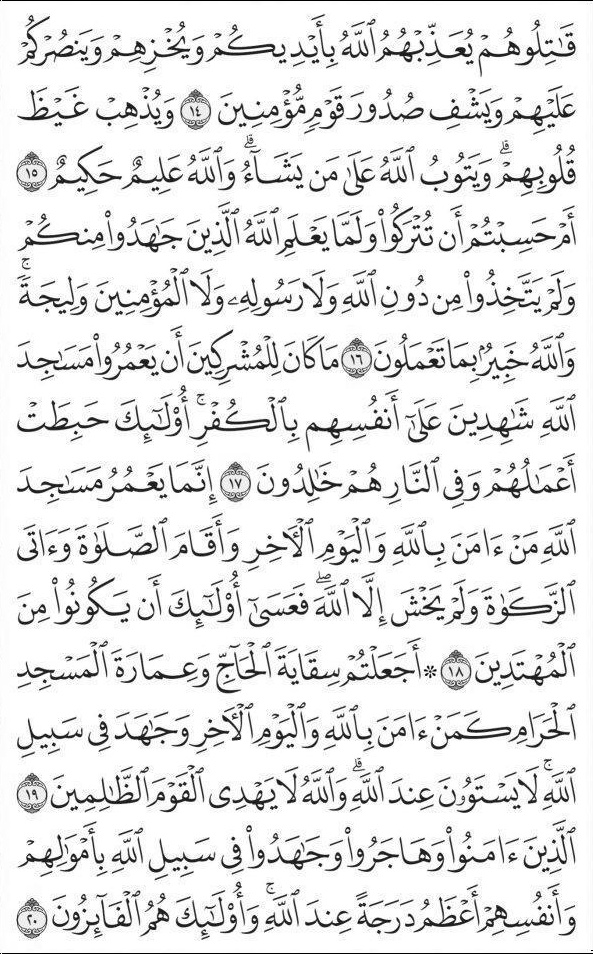 قَٰتِلُوهُمْ يُعَذِّبْهُمُ ٱللَّهُ بِأَيْدِيكُمْ وَيُخْزِهِمْ وَيَنصُرْكُمْ
عَلَيْهِمْ وَيَشْفِ صُدُورَ قَوْمٍ مُّؤْمِنِينَ ١٤ وَيُذْهِبْ غَيْظَ
قُلُوبِهِمْۗ وَيَتُوبُ ٱللَّهُ عَلَىٰ مَن يَشَآءُۗ وَٱللَّهُ عَلِيمٌ حَكِيمٌ ١٥
أَمْ حَسِبْتُمْ أَن تُتْرَكُوا۟ وَلَمَّا يَعْلَمِ ٱللَّهُ ٱلَّذِينَ جَٰهَدُوا۟ مِنكُمْ
وَلَمْ يَتَّخِذُوا۟ مِن دُونِ ٱللَّهِ وَلَا رَسُولِهِۦ وَلَا ٱلْمُؤْمِنِينَ وَلِيجَةًۚ
وَٱللَّهُ خَبِيرٌۢ بِمَا تَعْمَلُونَ ١٦ مَا كَانَ لِلْمُشْرِكِينَ أَن يَعْمُرُوا۟ مَسَٰجِدَ
ٱللَّهِ شَٰهِدِينَ عَلَىٰٓ أَنفُسِهِم بِٱلْكُفْرِۚ أُو۟لَٰٓئِكَ حَبِطَتْ
أَعْمَٰلُهُمْ وَفِى ٱلنَّارِ هُمْ خَٰلِدُونَ ١٧ إِنَّمَا يَعْمُرُ مَسَٰجِدَ
ٱللَّهِ مَنْ ءَامَنَ بِٱللَّهِ وَٱلْيَوْمِ ٱلْءَاخِرِ وَأَقَامَ ٱلصَّلَوٰةَ وَءَاتَى
ٱلزَّكَوٰةَ وَلَمْ يَخْشَ إِلَّا ٱللَّهَۖ فَعَسَىٰٓ أُو۟لَٰٓئِكَ أَن يَكُونُوا۟ مِنَ
ٱلْمُهْتَدِينَ ١٨ ۞ أَجَعَلْتُمْ سِقَايَةَ ٱلْحَآجِّ وَعِمَارَةَ ٱلْمَسْجِدِ
ٱلْحَرَامِ كَمَنْ ءَامَنَ بِٱللَّهِ وَٱلْيَوْمِ ٱلْءَاخِرِ وَجَٰهَدَ فِى سَبِيلِ
ٱللَّهِۚ لَا يَسْتَوُۥنَ عِندَ ٱللَّهِۗ وَٱللَّهُ لَا يَهْدِى ٱلْقَوْمَ ٱلظَّٰلِمِينَ ١٩
ٱلَّذِينَ ءَامَنُوا۟ وَهَاجَرُوا۟ وَجَٰهَدُوا۟ فِى سَبِيلِ ٱللَّهِ بِأَمْوَٰلِهِمْ
وَأَنفُسِهِمْ أَعْظَمُ دَرَجَةً عِندَ ٱللَّهِۚ وَأُو۟لَٰٓئِكَ هُمُ ٱلْفَآئِزُونَ ٢٠